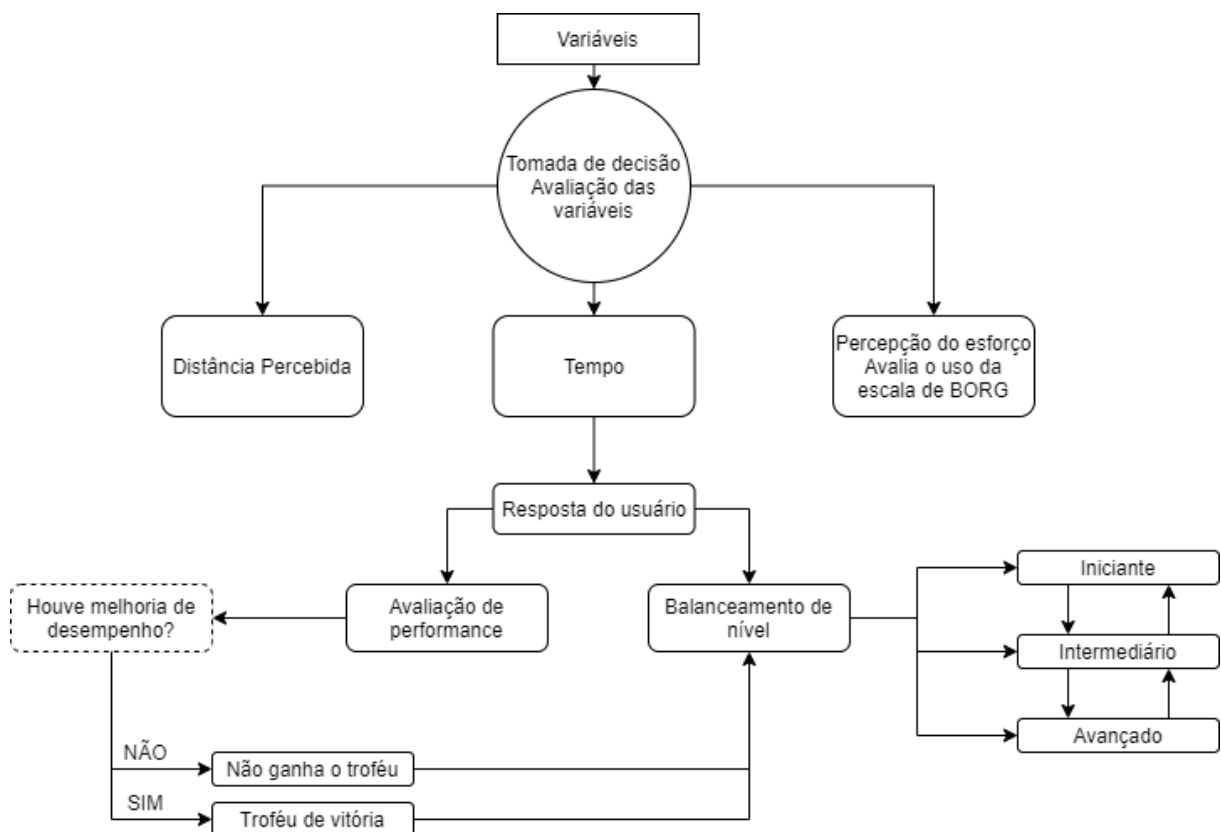 Variáveis
Tomada de decisão
Avaliação das
variáveis
Distância Percebida
Tempo
Percepção do esforço
Avalia o uso da
escala de BORG
Resposta do usuário
Houve melhoria de
desempenho?
Avaliação de
performance
Balanceamento de
nível
Iniciante
Intermediário
Avançado
NÃO
Não ganha o troféu
SIM
Troféu de vitória